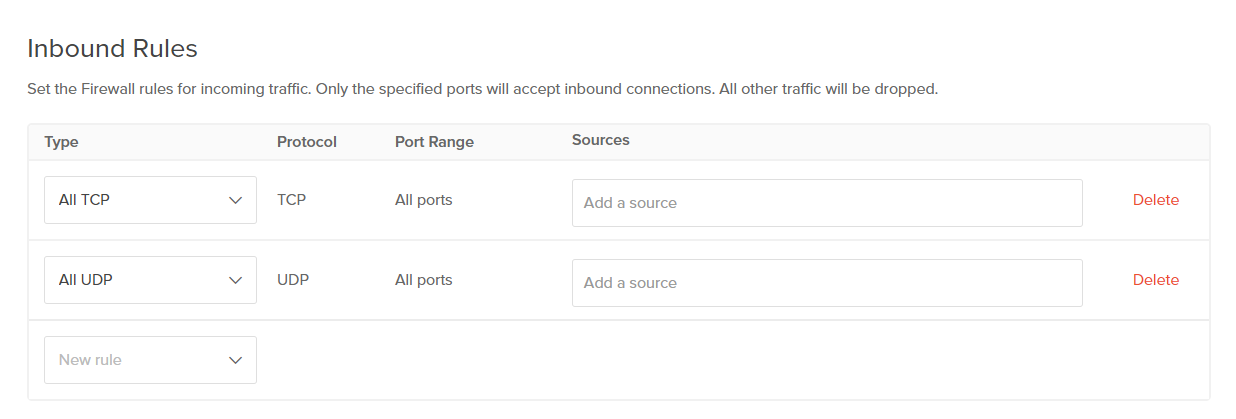 Inbound Rules
Set the Firewall rules for incoming traffic. Only the specified ports will accept inbound connections. All other traffic will be dropped.
Type Protocol Port Range Sources
All TCP TCP All ports Add a source Delete
All UDP UDP All ports Add a source Delete
New rule